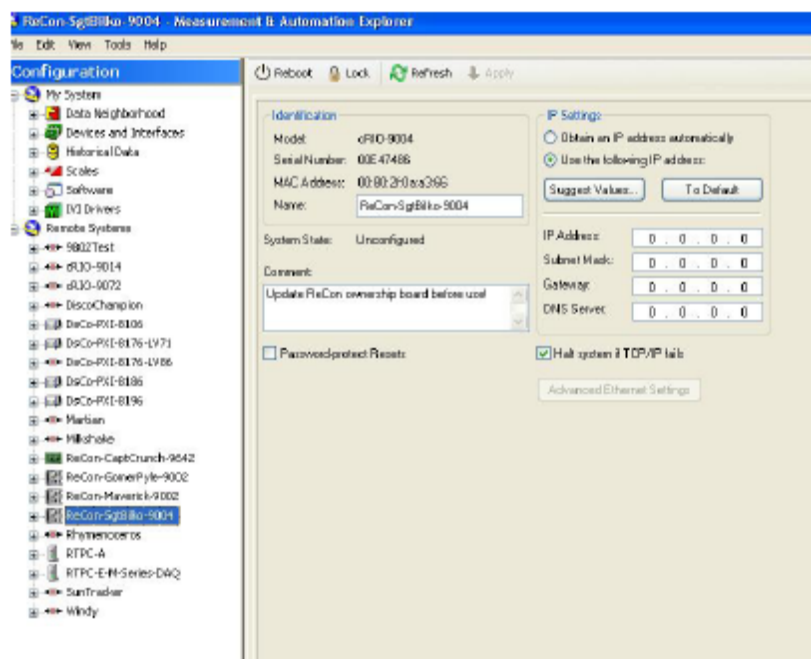 ReCon-SgtBilko-9004 - Measurement & Automation Explorer
File Edit View Tools Help
Configuration
My System
Data Neighborhood
Devices and Interfaces
Historical Data
Scales
Software
IVI Drivers
Remote Systems
9802Test
cRIO-9014
cRIO-9072
DiscoChampion
DsCo-PXI-8106
DsCo-PXI-8176-LV71
DsCo-PXI-8176-LV86
DsCo-PXI-8186
DsCo-PXI-8196
Martian
Milkshake
ReCon-CaptCrunch-9642
ReCon-GomerPyle-9002
ReCon-Maverick-9002
ReCon-SgtBilko-9004
Rhymenoceros
RTPC-A
RTPC-E-M-Series-DAQ
SunTracker
Windy
Reboot Lock Refresh Apply
Identification
Model: cRIO-9004
Serial Number: 00E47486
MAC Address:
Name: ReCon-SgtBilko-9004
System State: Unconfigured
Comment:
Update ReCon ownership board before use!
Password-protect Resets
IP Settings
Obtain an IP address automatically
Use the following IP address:
Suggest Values... To Default
IP Address: 0 . 0 . 0 . 0
Subnet Mask: 0 . 0 . 0 . 0
Gateway: 0 . 0 . 0 . 0
DNS Server: 0 . 0 . 0 . 0
Halt system if TCP/IP fails
Advanced Ethernet Settings